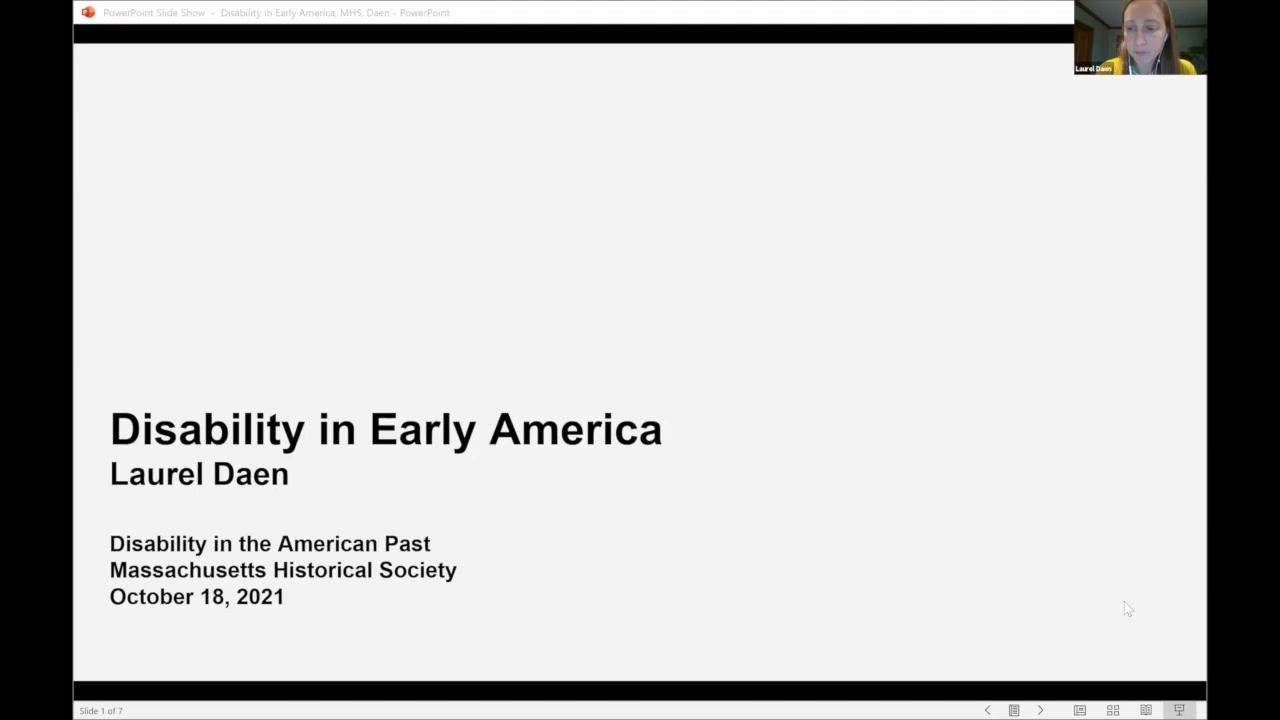 PowerPoint Slide Show - Disability in Early America, MHS, Daen - PowerPoint
Laurel Daen
Disability in Early America
Laurel Daen
Disability in the American Past
Massachusetts Historical Society
October 18, 2021
Slide 1 of 7